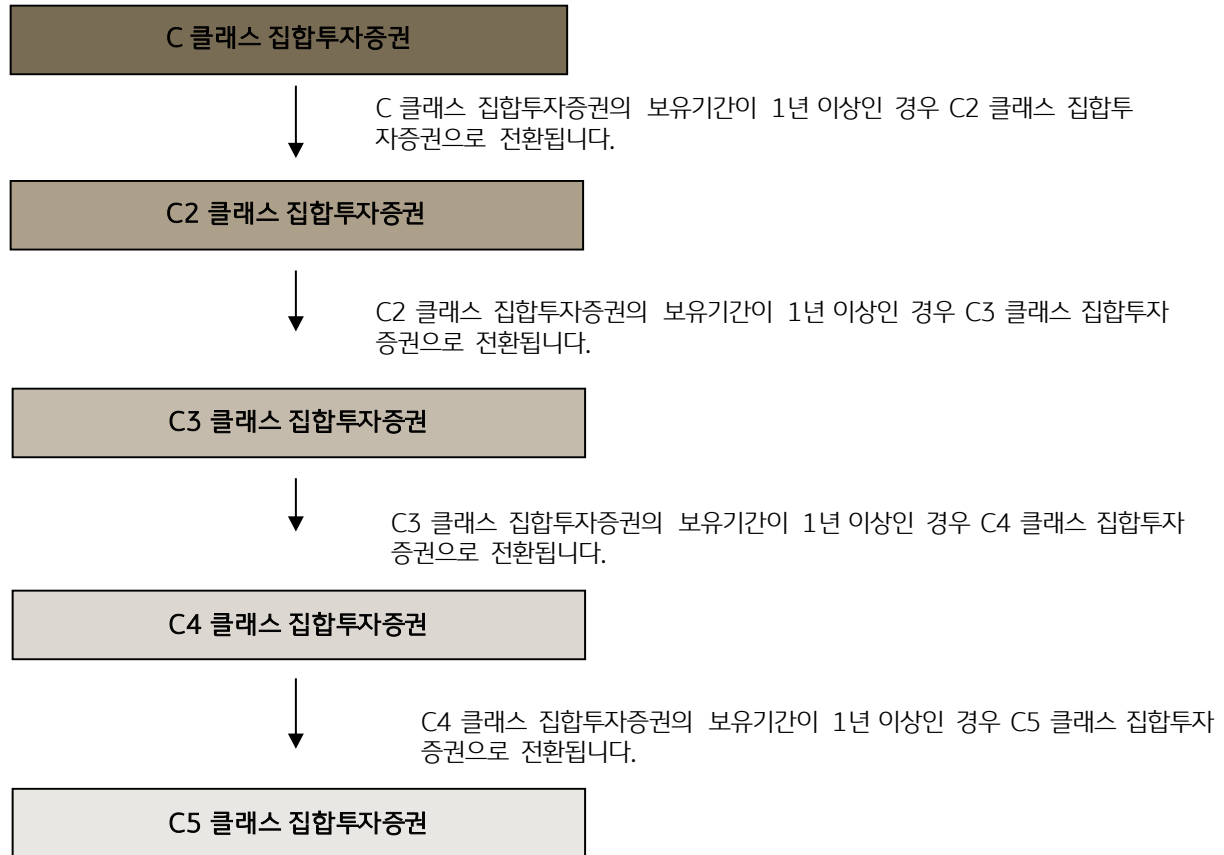 C 클래스 집합투자증권
C 클래스 집합투자증권의 보유기간이 1년 이상인 경우 C2 클래스 집합투
자증권으로 전환됩니다.
C2 클래스 집합투자증권
C2 클래스 집합투자증권의 보유기간이 1년 이상인 경우 C3 클래스 집합투자
증권으로 전환됩니다.
C3 클래스 집합투자증권
C3 클래스 집합투자증권의 보유기간이 1년 이상인 경우 C4 클래스 집합투자
증권으로 전환됩니다.
C4 클래스 집합투자증권
C4 클래스 집합투자증권의 보유기간이 1년 이상인 경우 C5 클래스 집합투자
증권으로 전환됩니다.
C5 클래스 집합투자증권